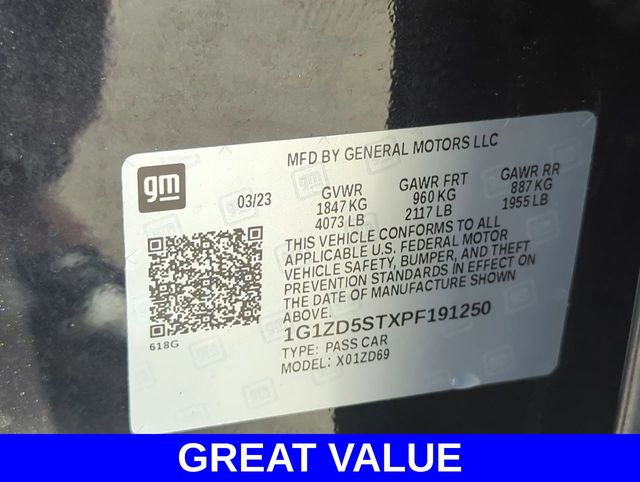 MFD BY GENERAL MOTORS LLC
gm
03/23
GVWR
1847 KG
4073 LB
GAWR FRT
960 KG
2117 LB
GAWR RR
887 KG
1955 LB
THIS VEHICLE CONFORMS TO ALL
APPLICABLE U.S. FEDERAL MOTOR
VEHICLE SAFETY, BUMPER, AND THEFT
PREVENTION STANDARDS IN EFFECT ON
THE DATE OF MANUFACTURE SHOWN
ABOVE.
1G1ZD5STXPF191250
TYPE: PASS CAR
MODEL: X01ZD69
618G
GREAT VALUE